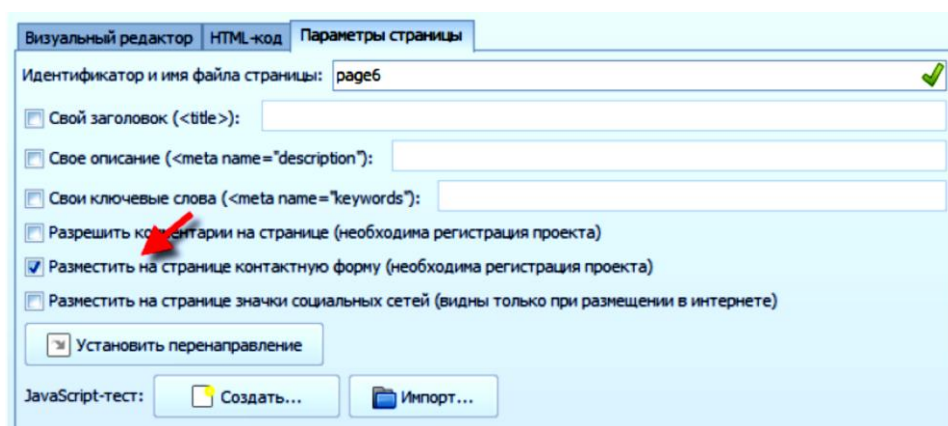 Визуальный редактор HTML-код Параметры страницы
Идентификатор и имя файла страницы: page6
Свой заголовок (<title>):
Свое описание (<meta name="description"):
Свои ключевые слова (<meta name="keywords"):
Разрешить комментарии на странице (необходима регистрация проекта)
Разместить на странице контактную форму (необходима регистрация проекта)
Разместить на странице значки социальных сетей (видны только при размещении в интернете)
Установить перенаправление
JavaScript-тест: Создать... Импорт...